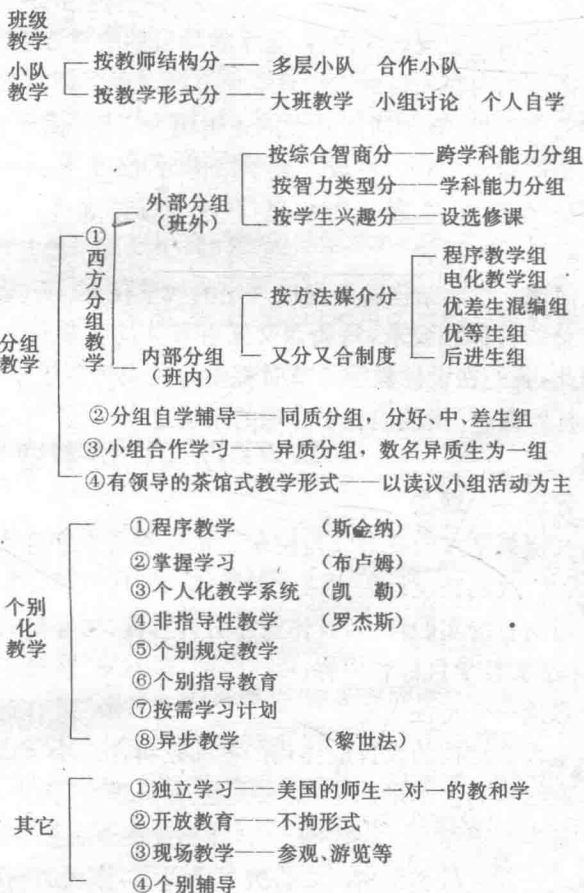 班级
教学
小队
教学
按教师结构分——多层小队 合作小队
按教学形式分——大班教学 小组讨论 个人自学
分组
教学
①西方分组教学
外部分组
(班外)
按综合智商分——跨学科能力分组
按智力类型分——学科能力分组
按学生兴趣分——设选修课
内部分组
(班内)
按方法媒介分
又分又合制度
程序教学组
电化教学组
优差生混编组
优等生组
后进生组
②分组自学辅导——同质分组，分好、中、差生组
③小组合作学习——异质分组，数名异质生为一组
④有领导的茶馆式教学形式——以读议小组活动为主
个别
化
教学
①程序教学 (斯金纳)
②掌握学习 (布卢姆)
③个人化教学系统 (凯 勒)
④非指导性教学 (罗杰斯)
⑤个别规定教学
⑥个别指导教育
⑦按需学习计划
⑧异步教学 (黎世法)
其它
①独立学习——美国的师生一对一的教和学
②开放教育——不拘形式
③现场教学——参观、游览等
④个别辅导